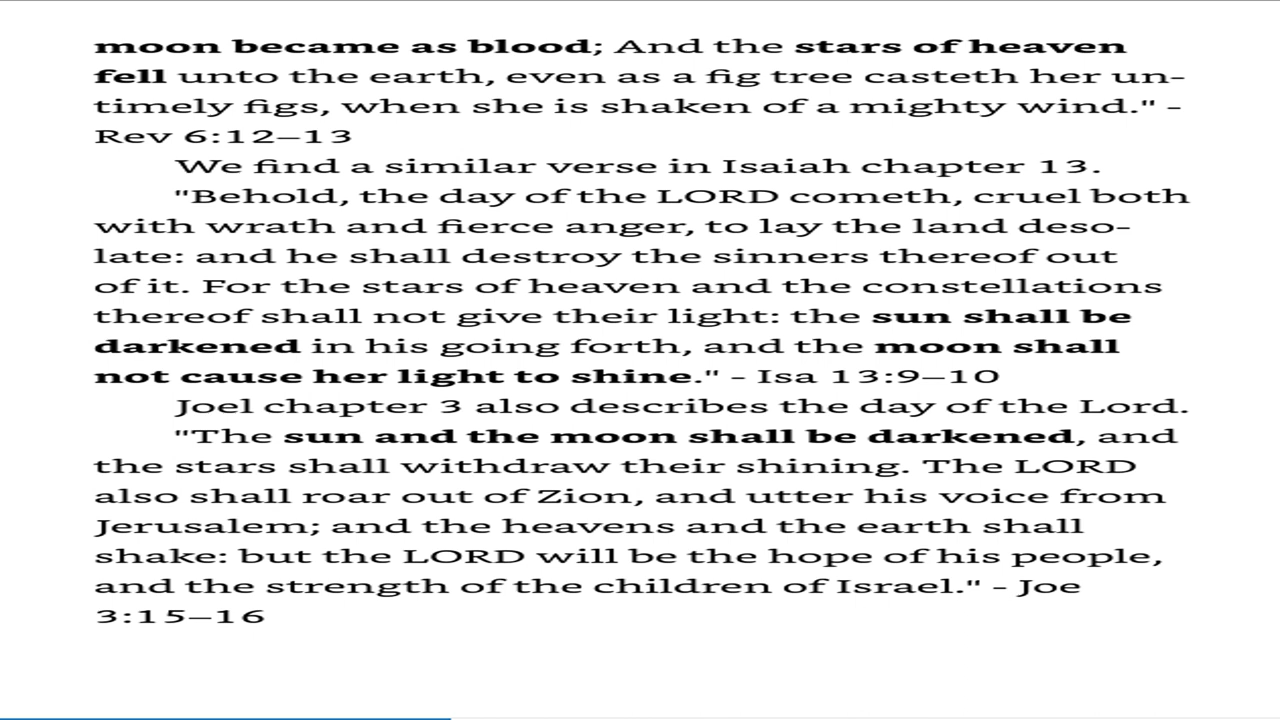 moon became as blood; And the stars of heaven
fell unto the earth, even as a fig tree casteth her un-
timely figs, when she is shaken of a mighty wind." -
Rev 6:12–13
We find a similar verse in Isaiah chapter 13.
"Behold, the day of the LORD cometh, cruel both
with wrath and fierce anger, to lay the land deso-
late: and he shall destroy the sinners thereof out
of it. For the stars of heaven and the constellations
thereof shall not give their light: the sun shall be
darkened in his going forth, and the moon shall
not cause her light to shine." - Isa 13:9–10
Joel chapter 3 also describes the day of the Lord.
"The sun and the moon shall be darkened, and
the stars shall withdraw their shining. The LORD
also shall roar out of Zion, and utter his voice from
Jerusalem; and the heavens and the earth shall
shake: but the LORD will be the hope of his people,
and the strength of the children of Israel." - Joe
3:15–16